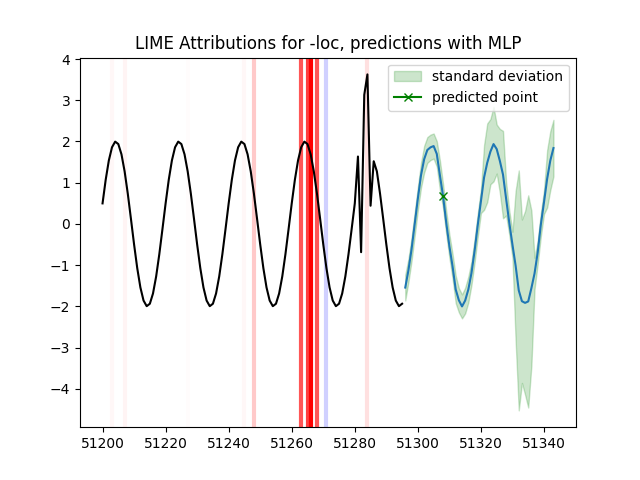 LIME Attributions for -loc, predictions with MLP
standard deviation
predicted point
4
3
2
1
0
−1
−2
−3
−4
51200 51220 51240 51260 51280 51300 51320 51340